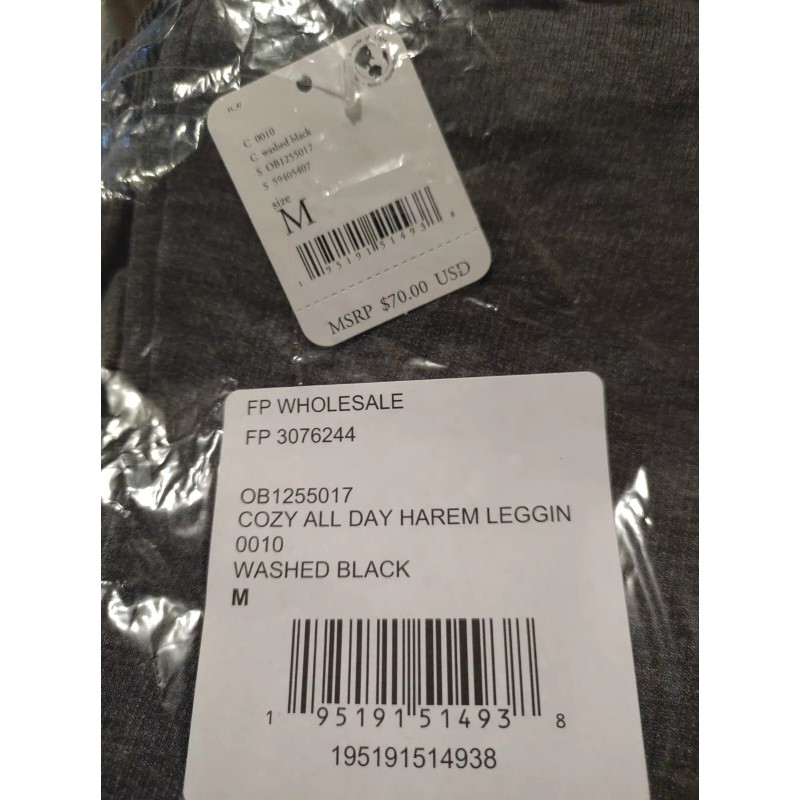 C 0010
C washed black
S OB1255017
S 59405407
size
M
1 95191 51493 8
MSRP $70.00 USD
FP WHOLESALE
FP 3076244
OB1255017
COZY ALL DAY HAREM LEGGIN
0010
WASHED BLACK
M
1 95191 51493 8
195191514938